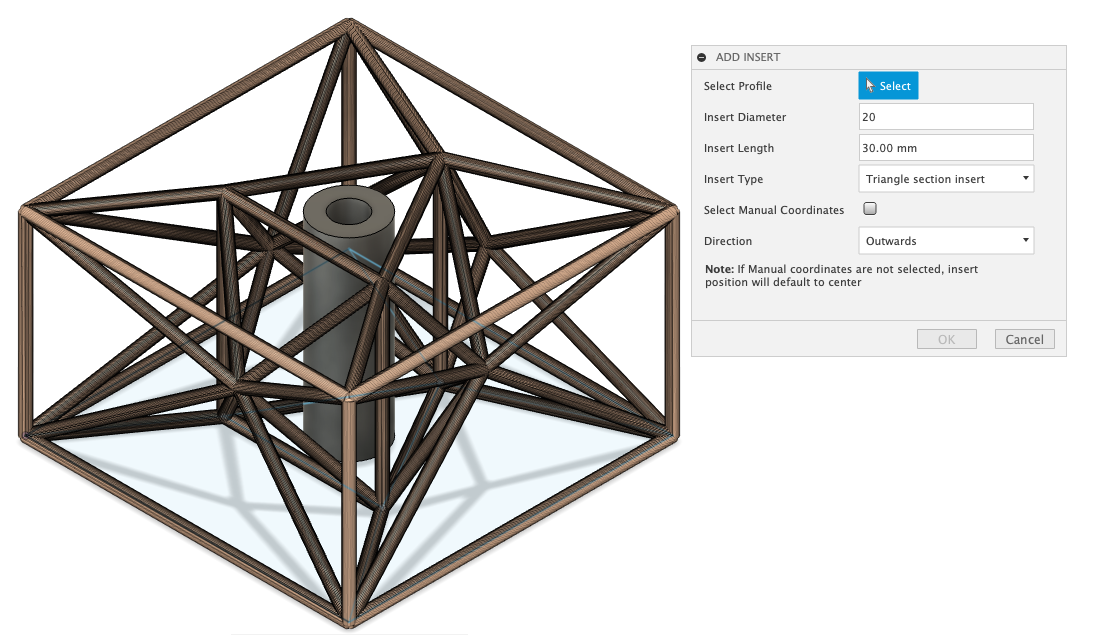 ADD INSERT
Select Profile
Select
Insert Diameter
20
Insert Length
30.00 mm
Insert Type
Triangle section insert
Select Manual Coordinates
Direction
Outwards
Note: If Manual coordinates are not selected, insert
position will default to center
OK
Cancel